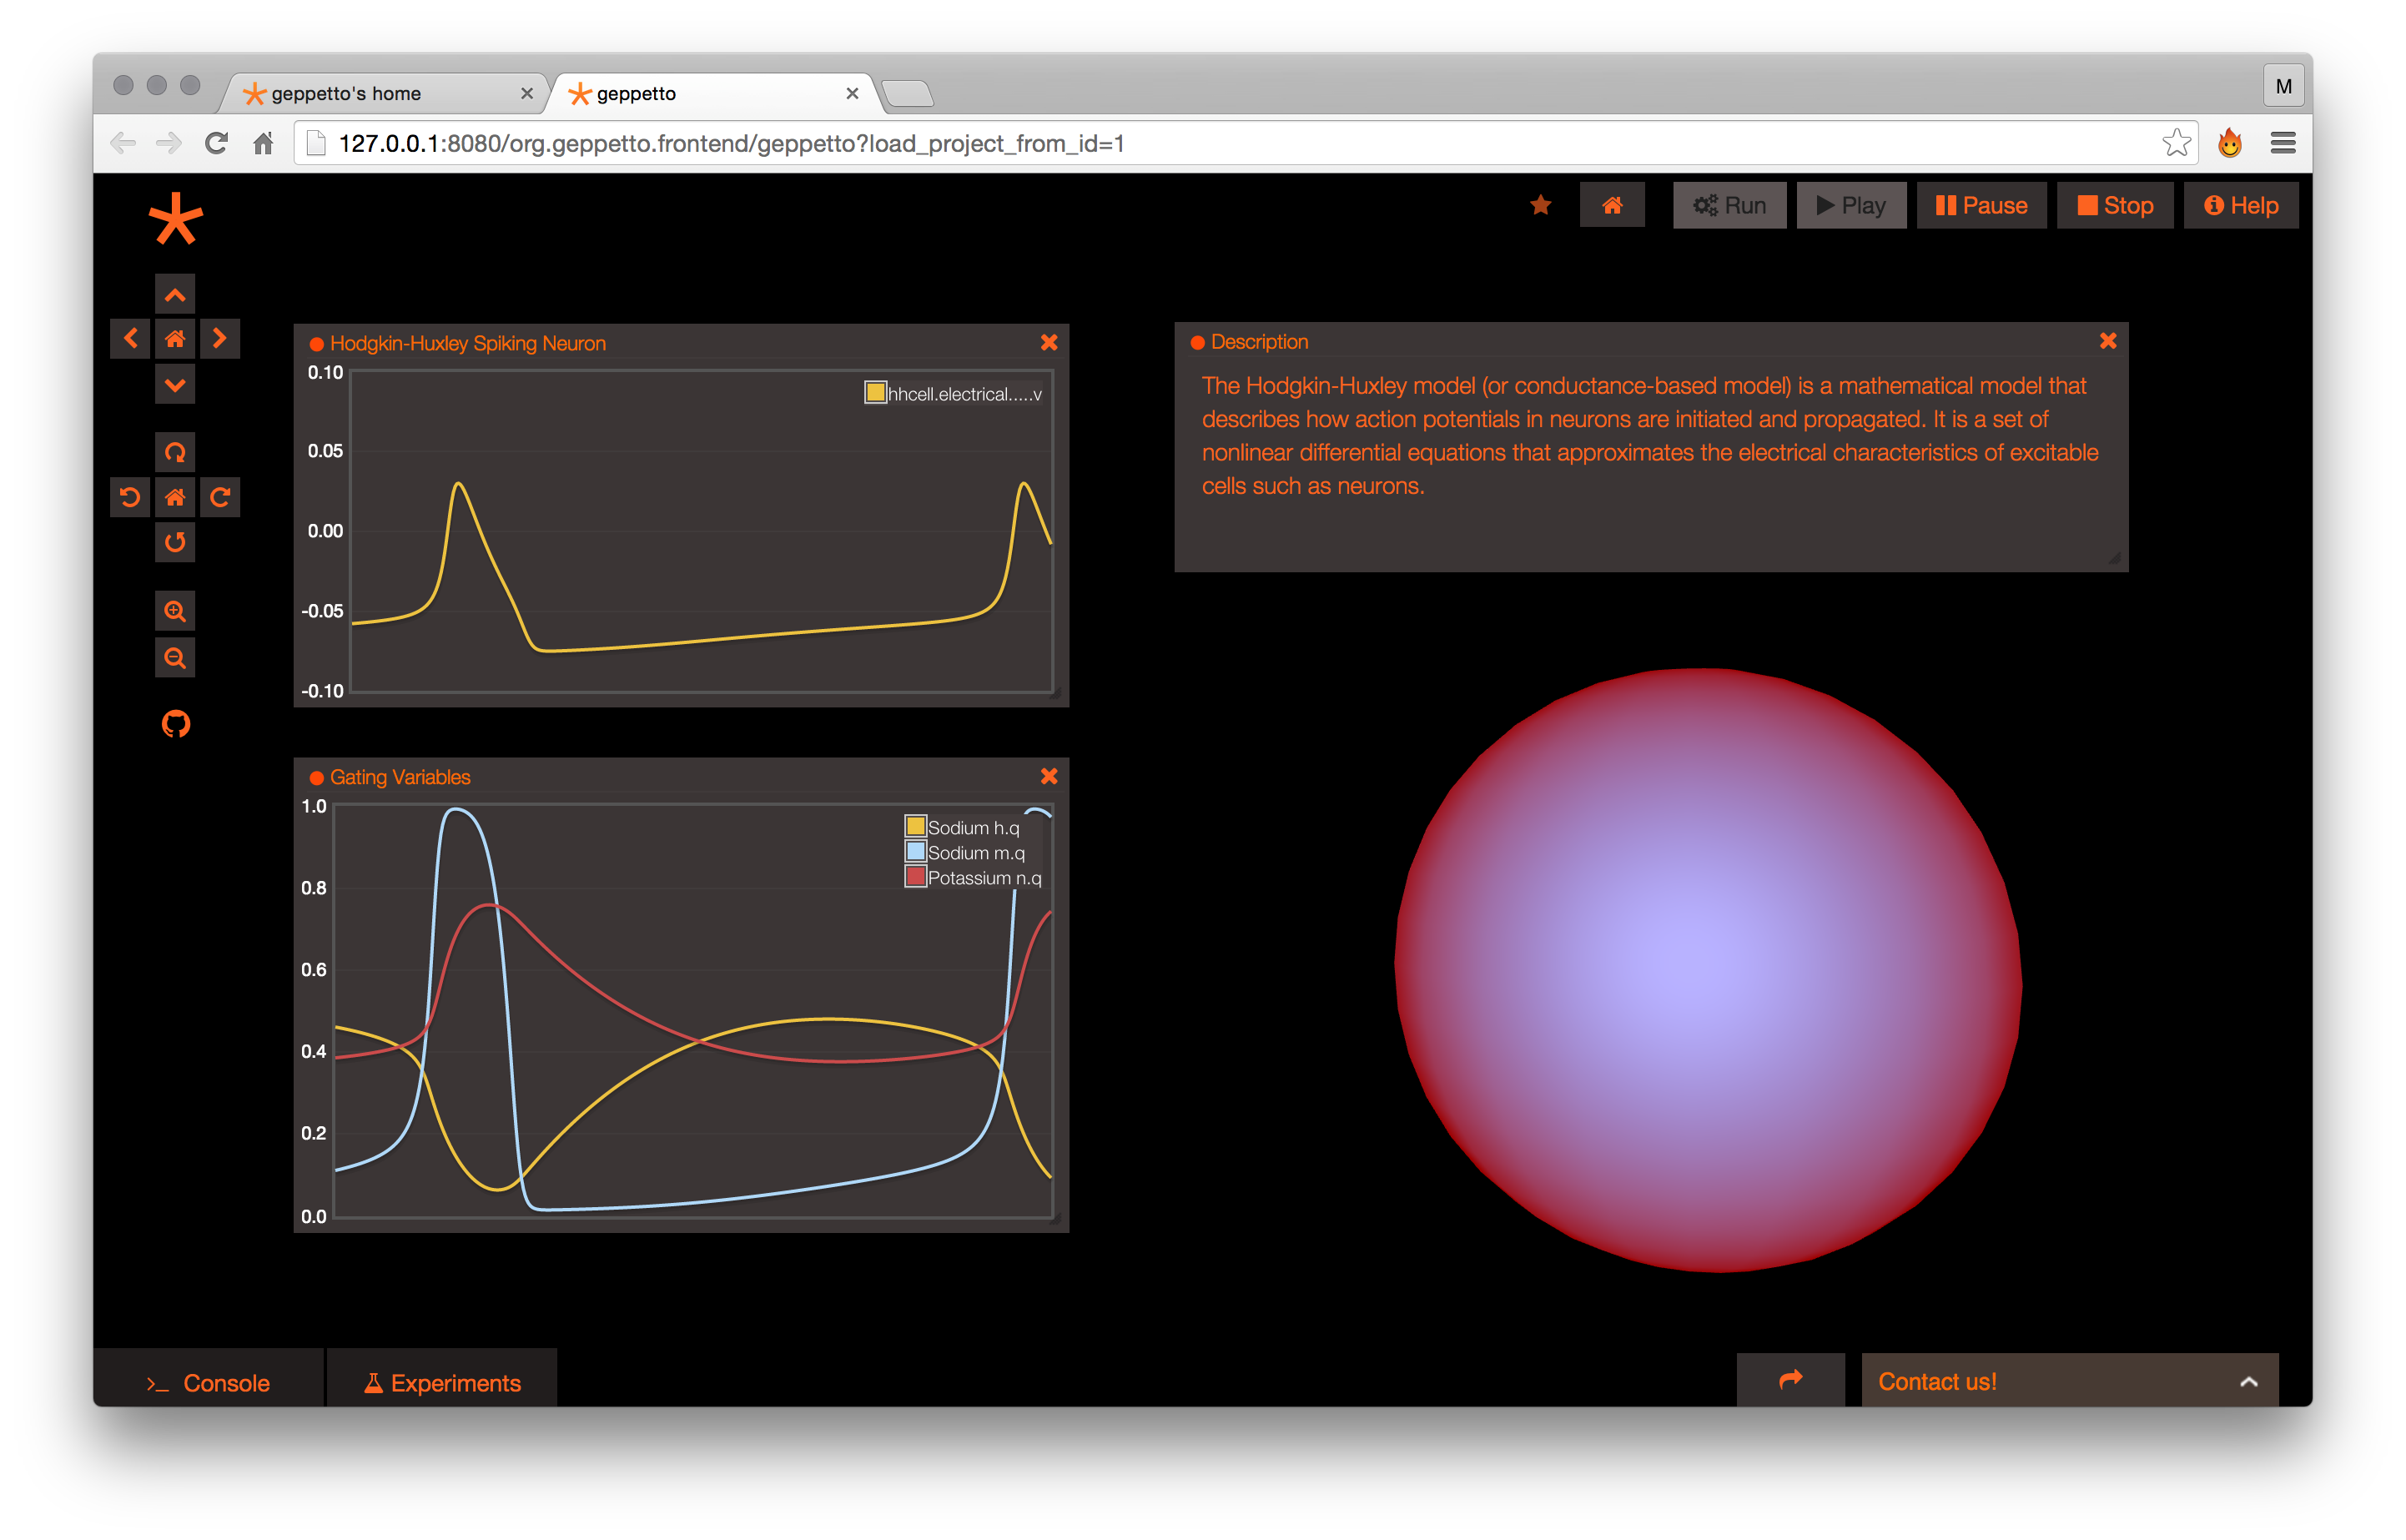 geppetto's home
geppetto
M
127.0.0.1:8080/org.geppetto.frontend/geppetto?load_project_from_id=1
Run
Play
Pause
Stop
Help
Hodgkin-Huxley Spiking Neuron
0.10
hhcell.electrical.....v
0.05
0.00
-0.05
-0.10
Description
The Hodgkin-Huxley model (or conductance-based model) is a mathematical model that
describes how action potentials in neurons are initiated and propagated. It is a set of
nonlinear differential equations that approximates the electrical characteristics of excitable
cells such as neurons.
Gating Variables
1.0
Sodium h.q
Sodium m.q
Potassium n.q
0.8
0.6
0.4
0.2
0.0
Console
Experiments
Contact us!